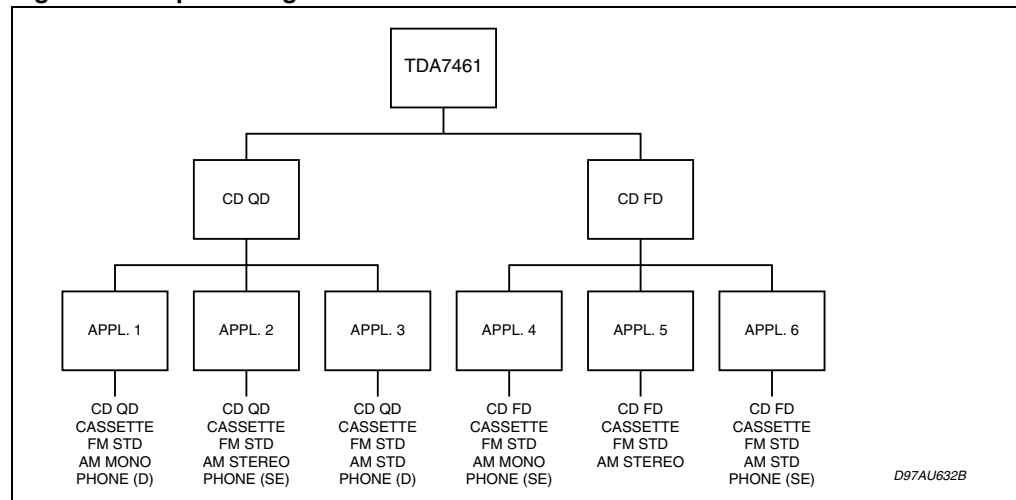 TDA7461
CD QD
CD FD
APPL. 1
APPL. 2
APPL. 3
APPL. 4
APPL. 5
APPL. 6
CD QD
CASSETTE
FM STD
AM MONO
PHONE (D)
CD QD
CASSETTE
FM STD
AM STEREO
PHONE (SE)
CD QD
CASSETTE
FM STD
AM STD
PHONE (D)
CD FD
CASSETTE
FM STD
AM MONO
PHONE (SE)
CD FD
CASSETTE
FM STD
AM STEREO
CD FD
CASSETTE
FM STD
AM STD
PHONE (SE)
D97AU632B